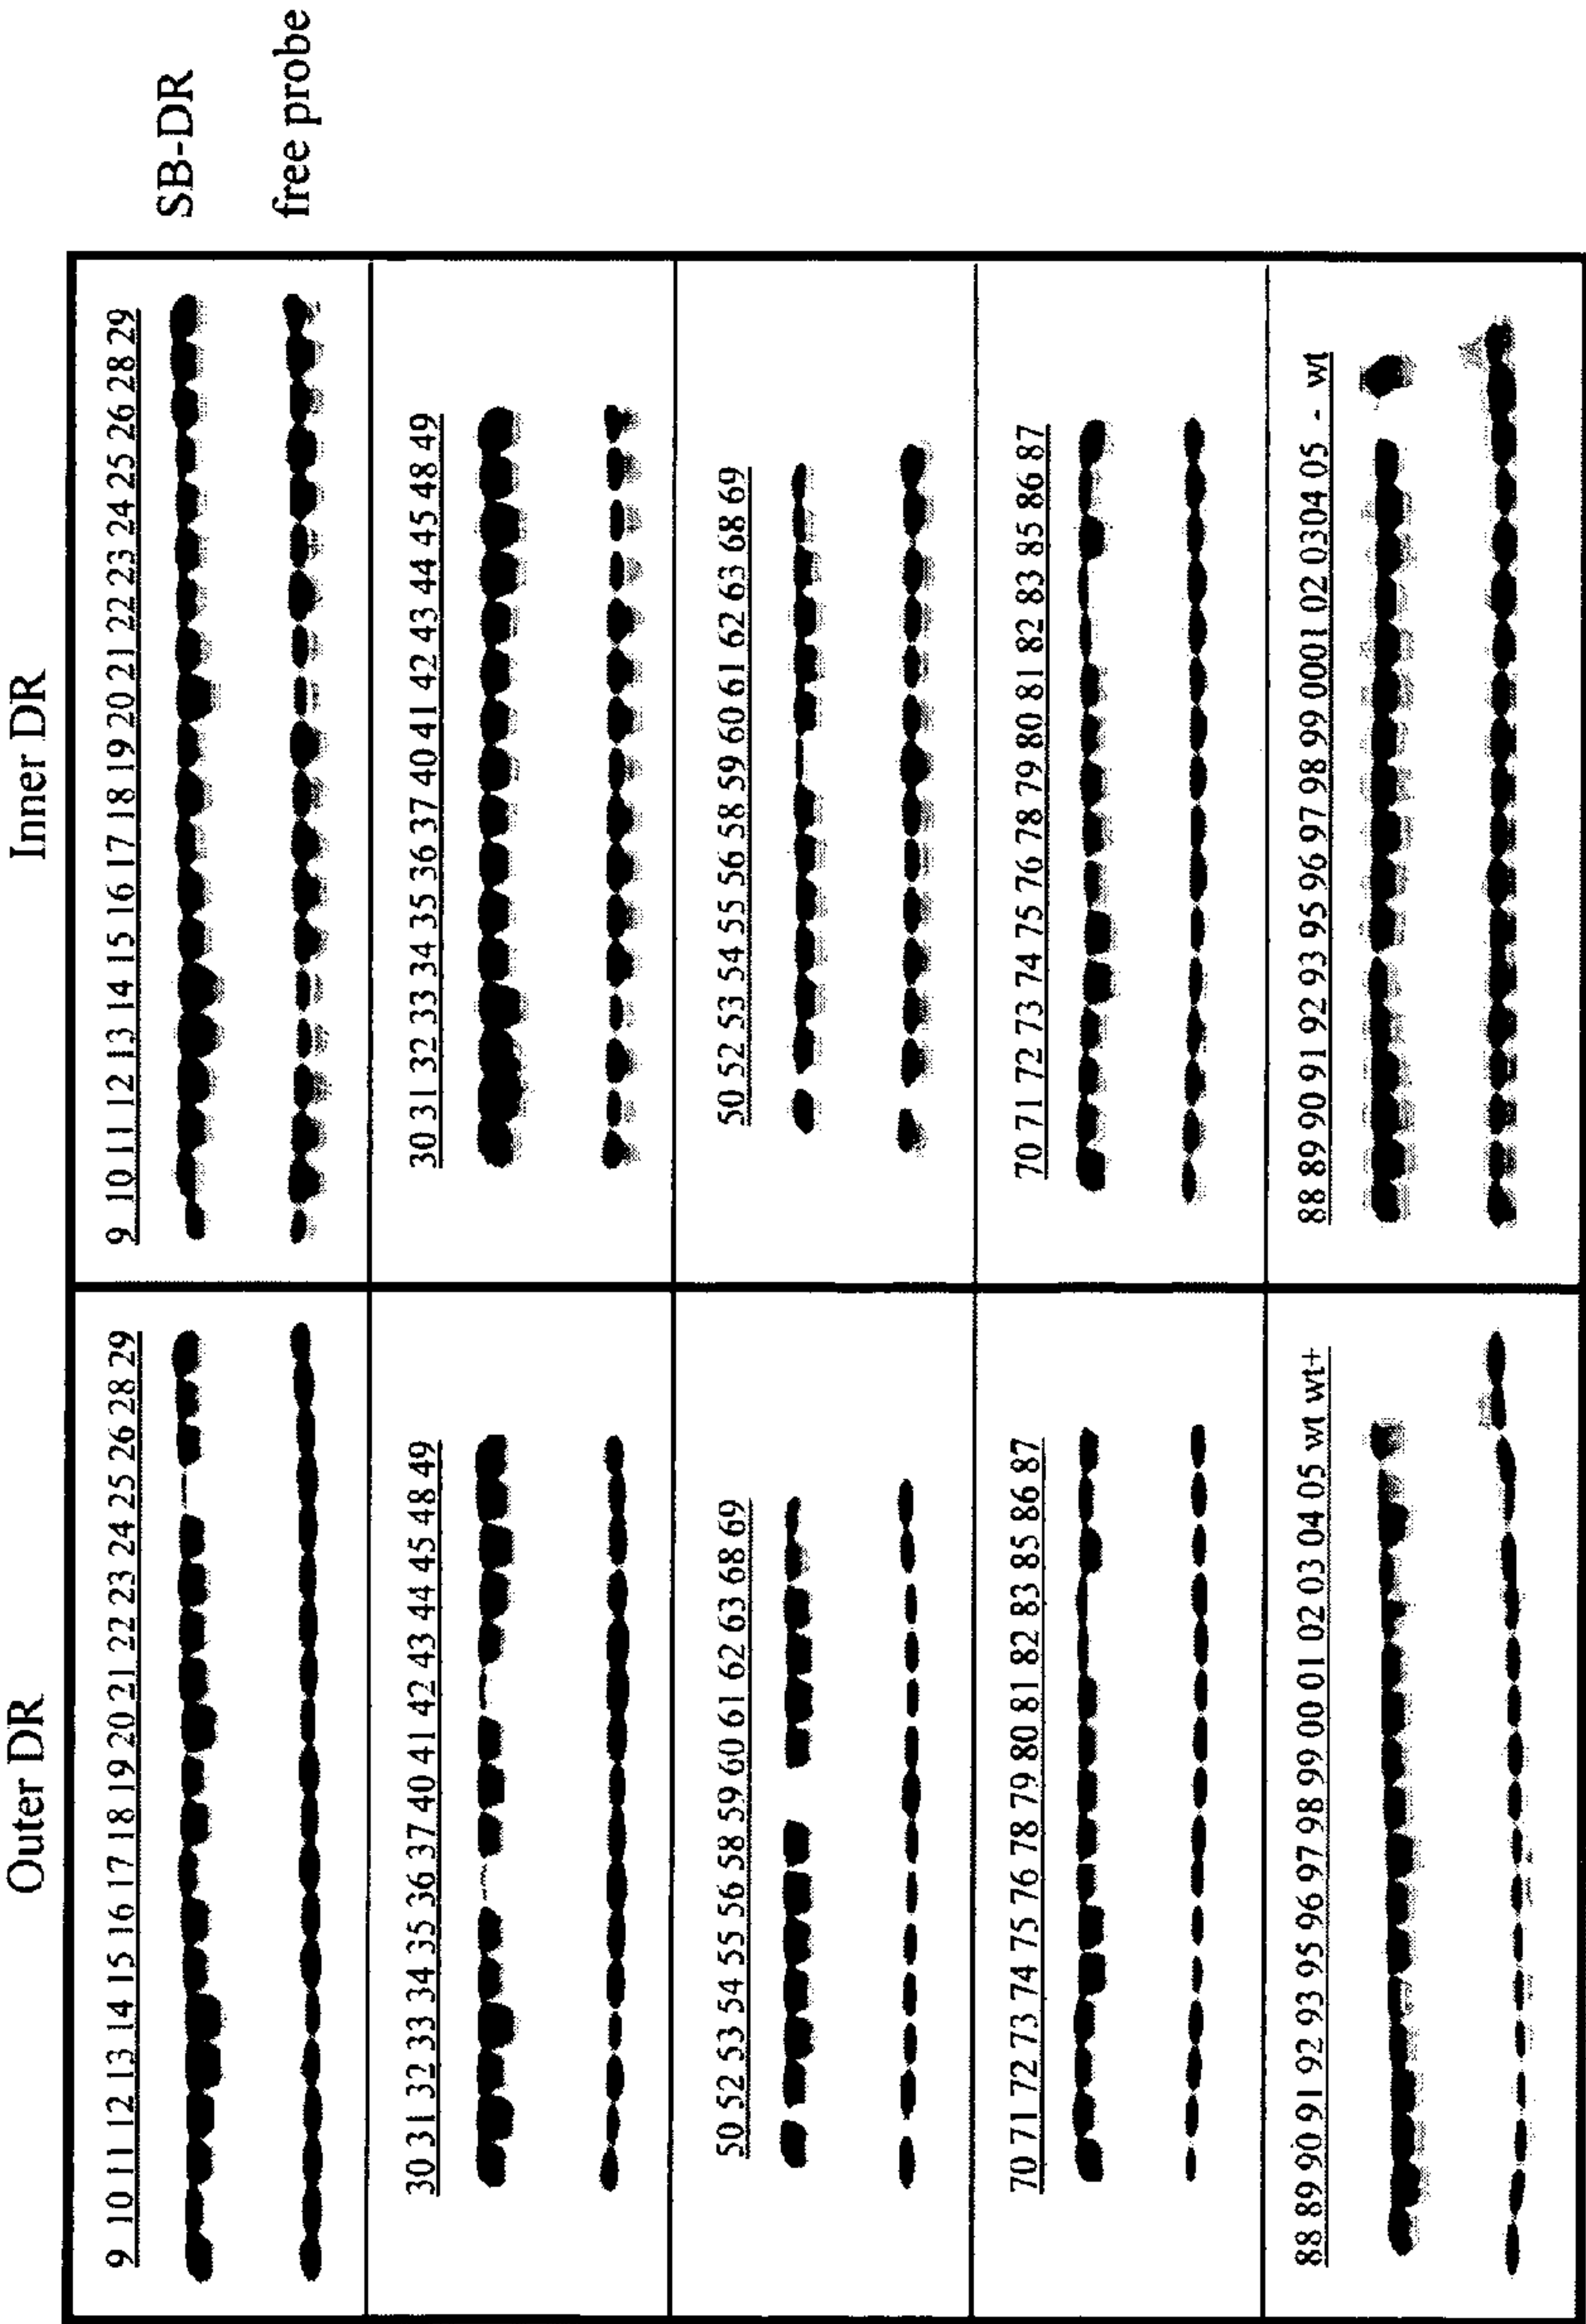 Outer DR
Inner DR
9 10 11 12 13 14 15 16 17 18 19 20 21 22 23 24 25 26 28 29
9 10 11 12 13 14 15 16 17 18 19 20 21 22 23 24 25 26 28 29
SB-DR
free probe
30 31 32 33 34 35 36 37 40 41 42 43 44 45 48 49
30 31 32 33 34 35 36 37 40 41 42 43 44 45 48 49
50 52 53 54 55 56 58 59 60 61 62 63 68 69
50 52 53 54 55 56 58 59 60 61 62 63 68 69
70 71 72 73 74 75 76 78 79 80 81 82 83 85 86 87
70 71 72 73 74 75 76 78 79 80 81 82 83 85 86 87
88 89 90 91 92 93 95 96 97 98 99 00 01 02 03 04 05 wt wt+
88 89 90 91 92 93 95 96 97 98 99 0001 02 0304 05 - wt